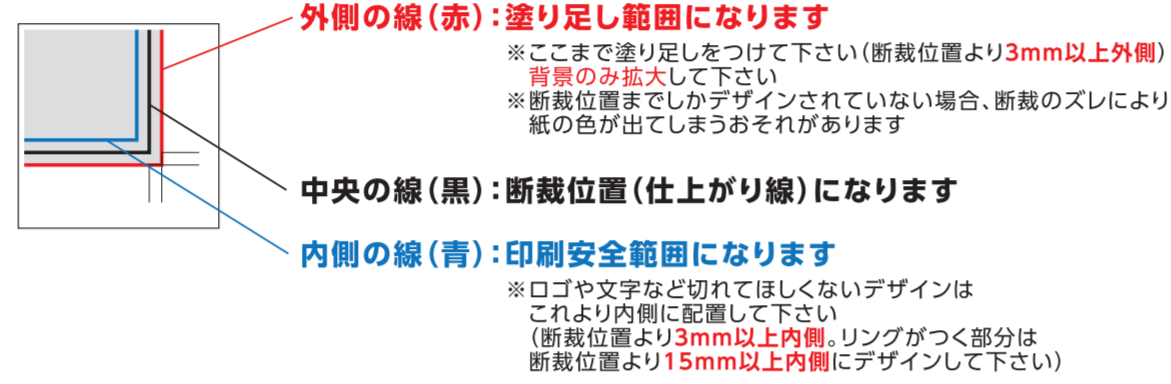 外側の線(赤):塗り足し範囲になります
※ここまで塗り足しをつけて下さい(断裁位置より3mm以上外側)
背景のみ拡大して下さい
※断裁位置までしかデザインされていない場合、断裁のズレにより
紙の色が出てしまうおそれがあります
中央の線(黒):断裁位置(仕上がり線)になります
内側の線(青):印刷安全範囲になります
※ロゴや文字など切れてほしくないデザインは
これより内側に配置して下さい
(断裁位置より3mm以上内側。リングがつく部分は
断裁位置より15mm以上内側にデザインして下さい)